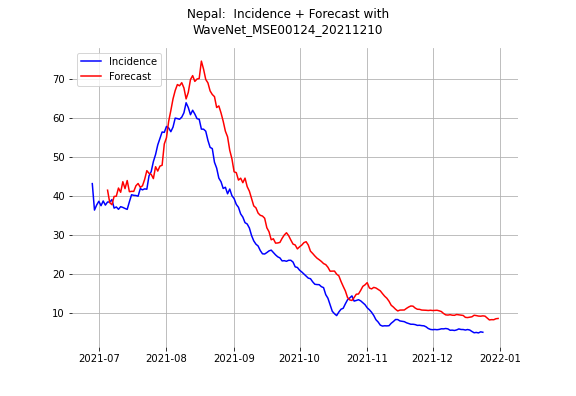 Nepal:  Incidence + Forecast with
WaveNet_MSE00124_20211210
Incidence
Forecast
70
60
50
40
30
20
10
2021-07 2021-08 2021-09 2021-10 2021-11 2021-12 2022-01